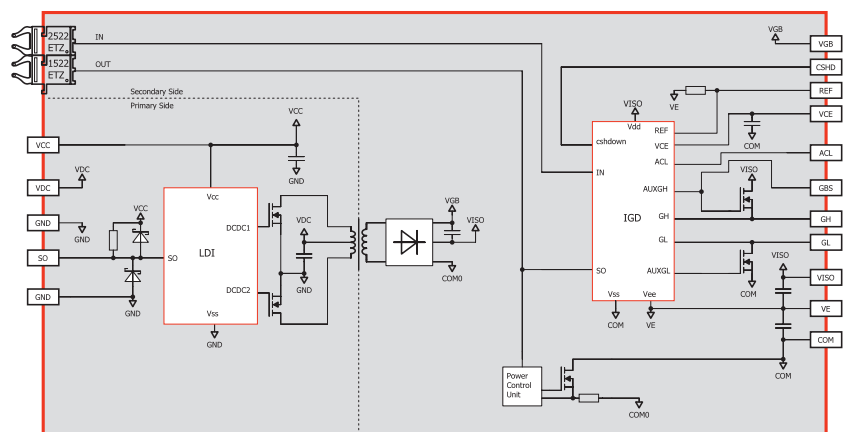 2522
ETZ
1522
ETZ
IN
OUT
Secondary Side
Primary Side
VCC
VCC
GND
VDC
VDC
GND
GND
VCC
SO
SO
GND
GND
Vcc
LDI
DCDC1
DCDC2
Vss
GND
VDC
GND
VGB
VISO
COM0
VGB
VGB
CSHD
REF
VE
VCE
COM
ACL
VISO
GBS
GH
GL
COM
VISO
VISO
VE
COM
COM
VISO
Vdd
cshdown
IN
REF
VCE
ACL
AUXGH
IGD
GH
GL
SO
AUXGL
Vss
Vee
COM
VE
Power
Control
Unit
COM0